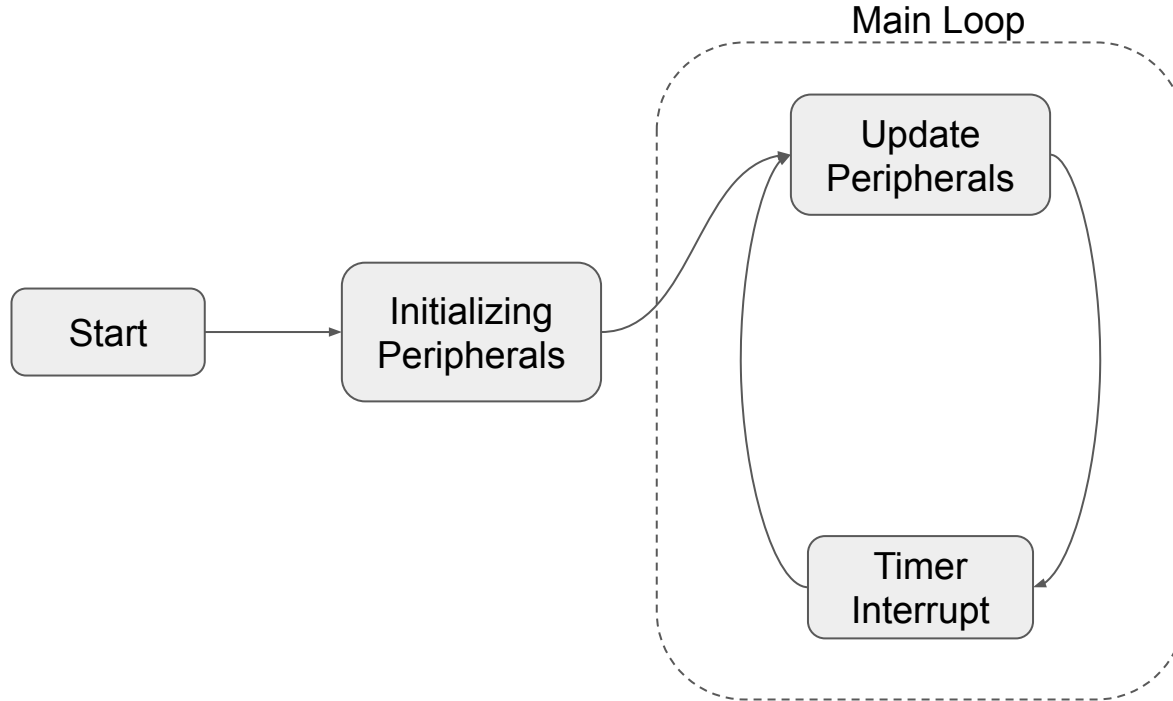 Main Loop
Update
Peripherals
Initializing
Peripherals
Start
Timer
Interrupt